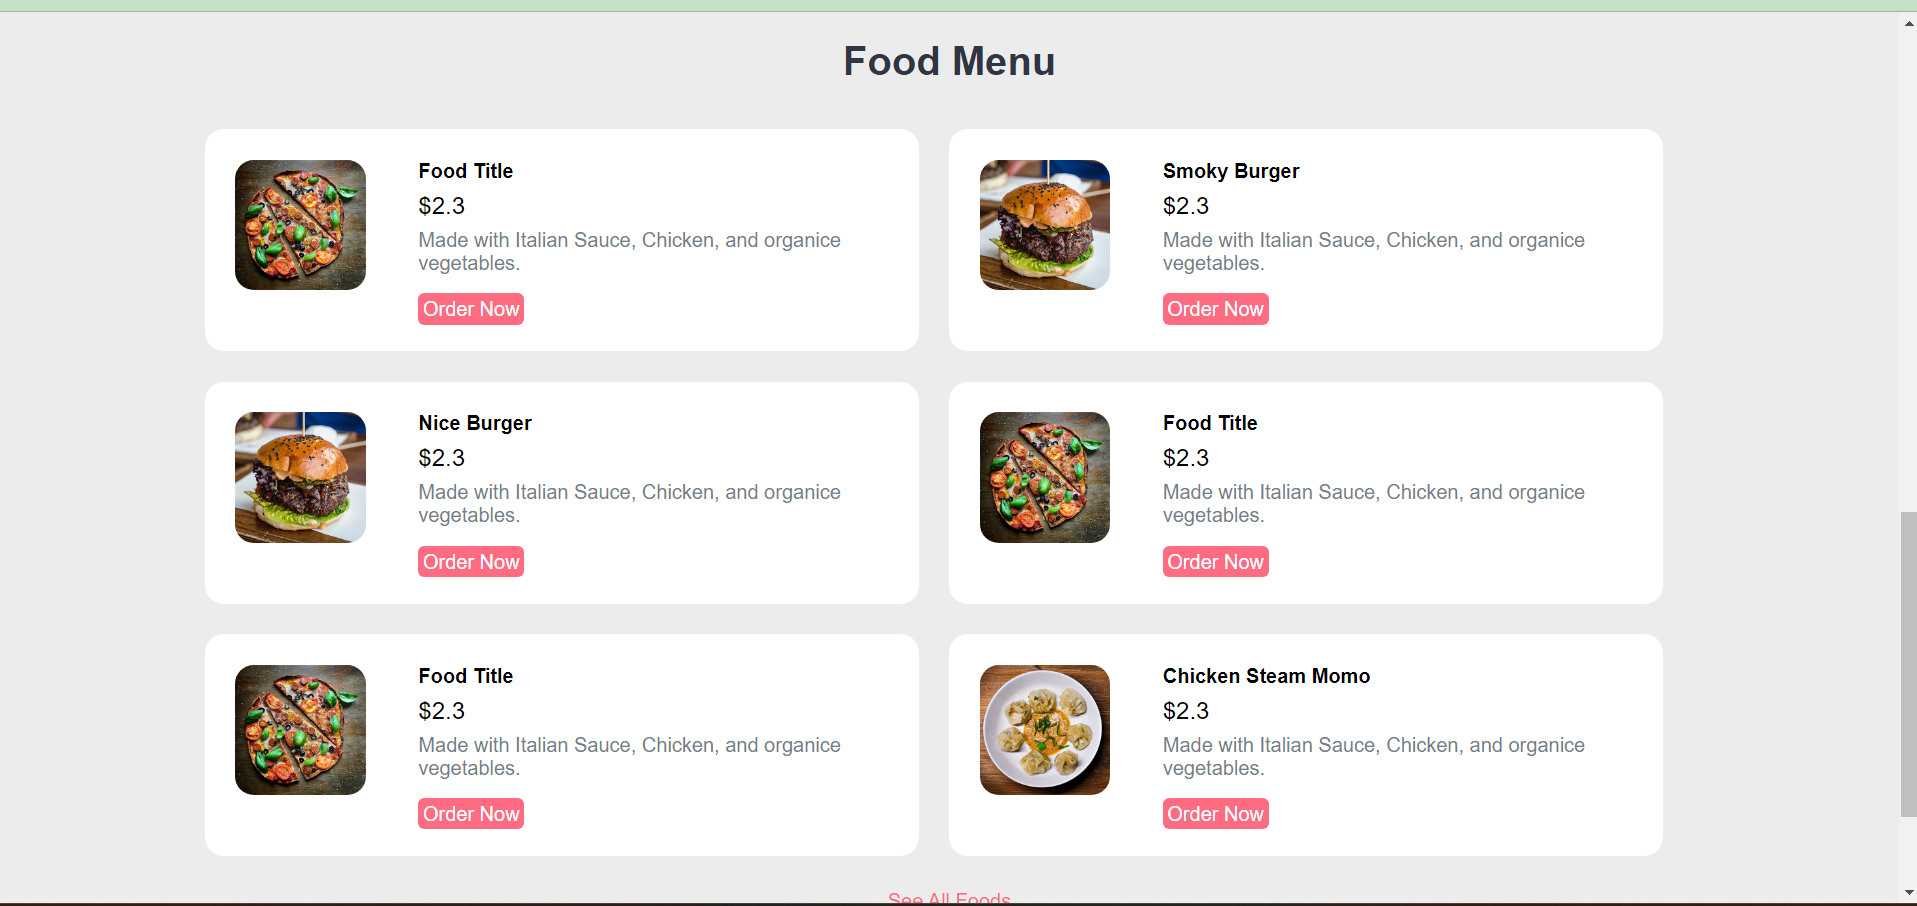 Food Menu
Food Title
$2.3
Made with Italian Sauce, Chicken, and organice
vegetables.
Order Now
Smoky Burger
$2.3
Made with Italian Sauce, Chicken, and organice
vegetables.
Order Now
Nice Burger
$2.3
Made with Italian Sauce, Chicken, and organice
vegetables.
Order Now
Food Title
$2.3
Made with Italian Sauce, Chicken, and organice
vegetables.
Order Now
Food Title
$2.3
Made with Italian Sauce, Chicken, and organice
vegetables.
Order Now
Chicken Steam Momo
$2.3
Made with Italian Sauce, Chicken, and organice
vegetables.
Order Now
See All Foods